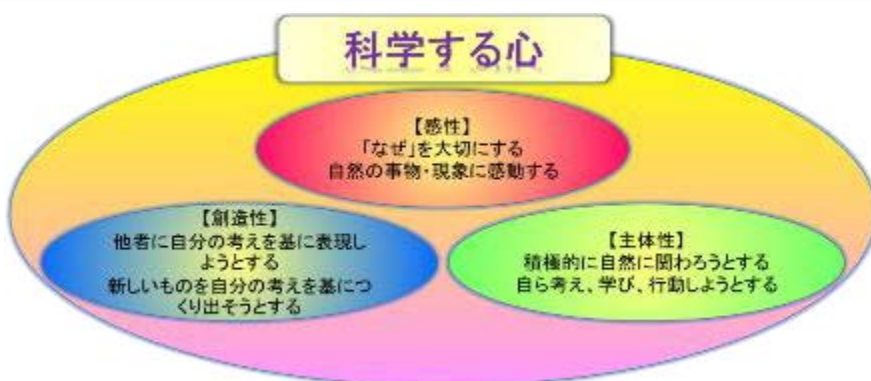 科学する心
【感性】
「なぜ」を大切にする
自然の事物・現象に感動する
【創造性】
他者に自分の考えを基に表現し
ようとする
新しいものを自分の考えを基につ
くり出そうとする
【主体性】
積極的に自然に関わろうとする
自ら考え、学び、行動しようとする